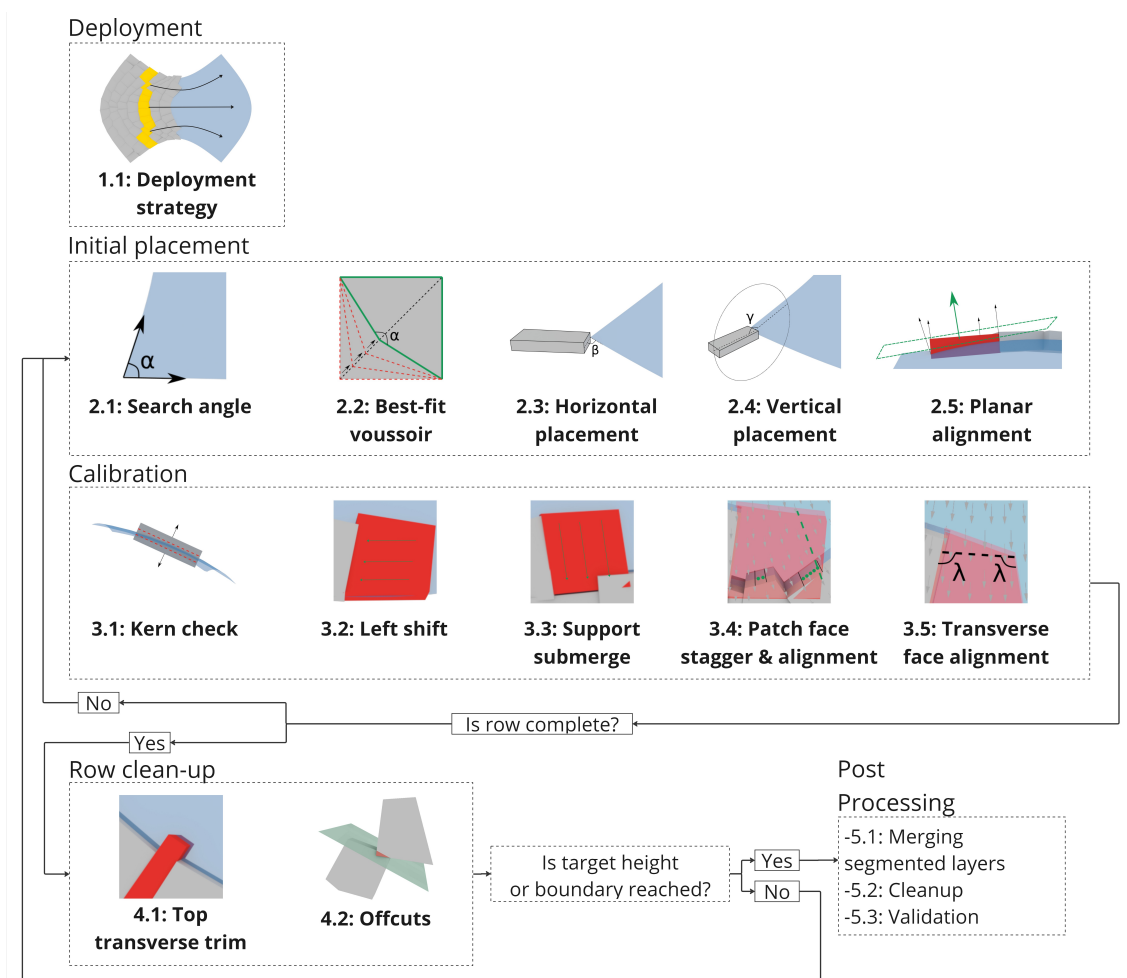 Deployment
1.1: Deployment
strategy
Initial placement
α
α
β
γ
2.1: Search angle
2.2: Best-fit
voussoir
2.3: Horizontal
placement
2.4: Vertical
placement
2.5: Planar
alignment
Calibration
λ
λ
3.1: Kern check
3.2: Left shift
3.3: Support
submerge
3.4: Patch face
stagger & alignment
3.5: Transverse
face alignment
No
Is row complete?
Yes
Row clean-up
4.1: Top
transverse trim
4.2: Offcuts
Is target height
or boundary reached?
Yes
No
Post
Processing
-5.1: Merging
segmented layers
-5.2: Cleanup
-5.3: Validation